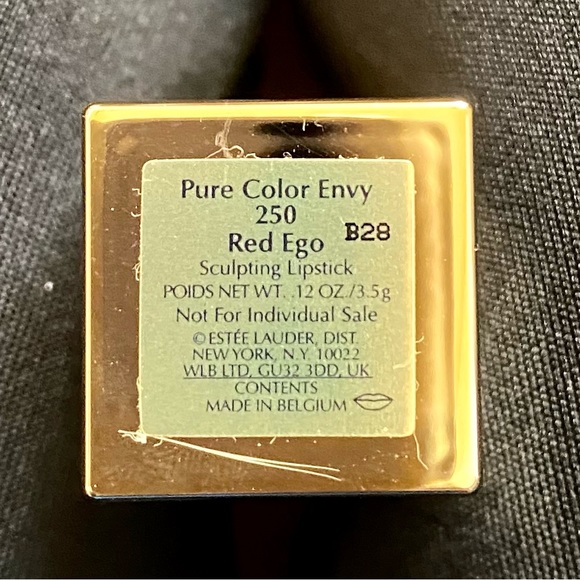 Pure Color Envy
250
Red Ego B28
Sculpting Lipstick
POIDS NET WT. .12 OZ./3.5g
Not For Individual Sale
© ESTĒE LAUDER, DIST.
NEW YORK, N.Y. 10022
WLB LTD, GU32 3DD, UK
CONTENTS
MADE IN BELGIUM